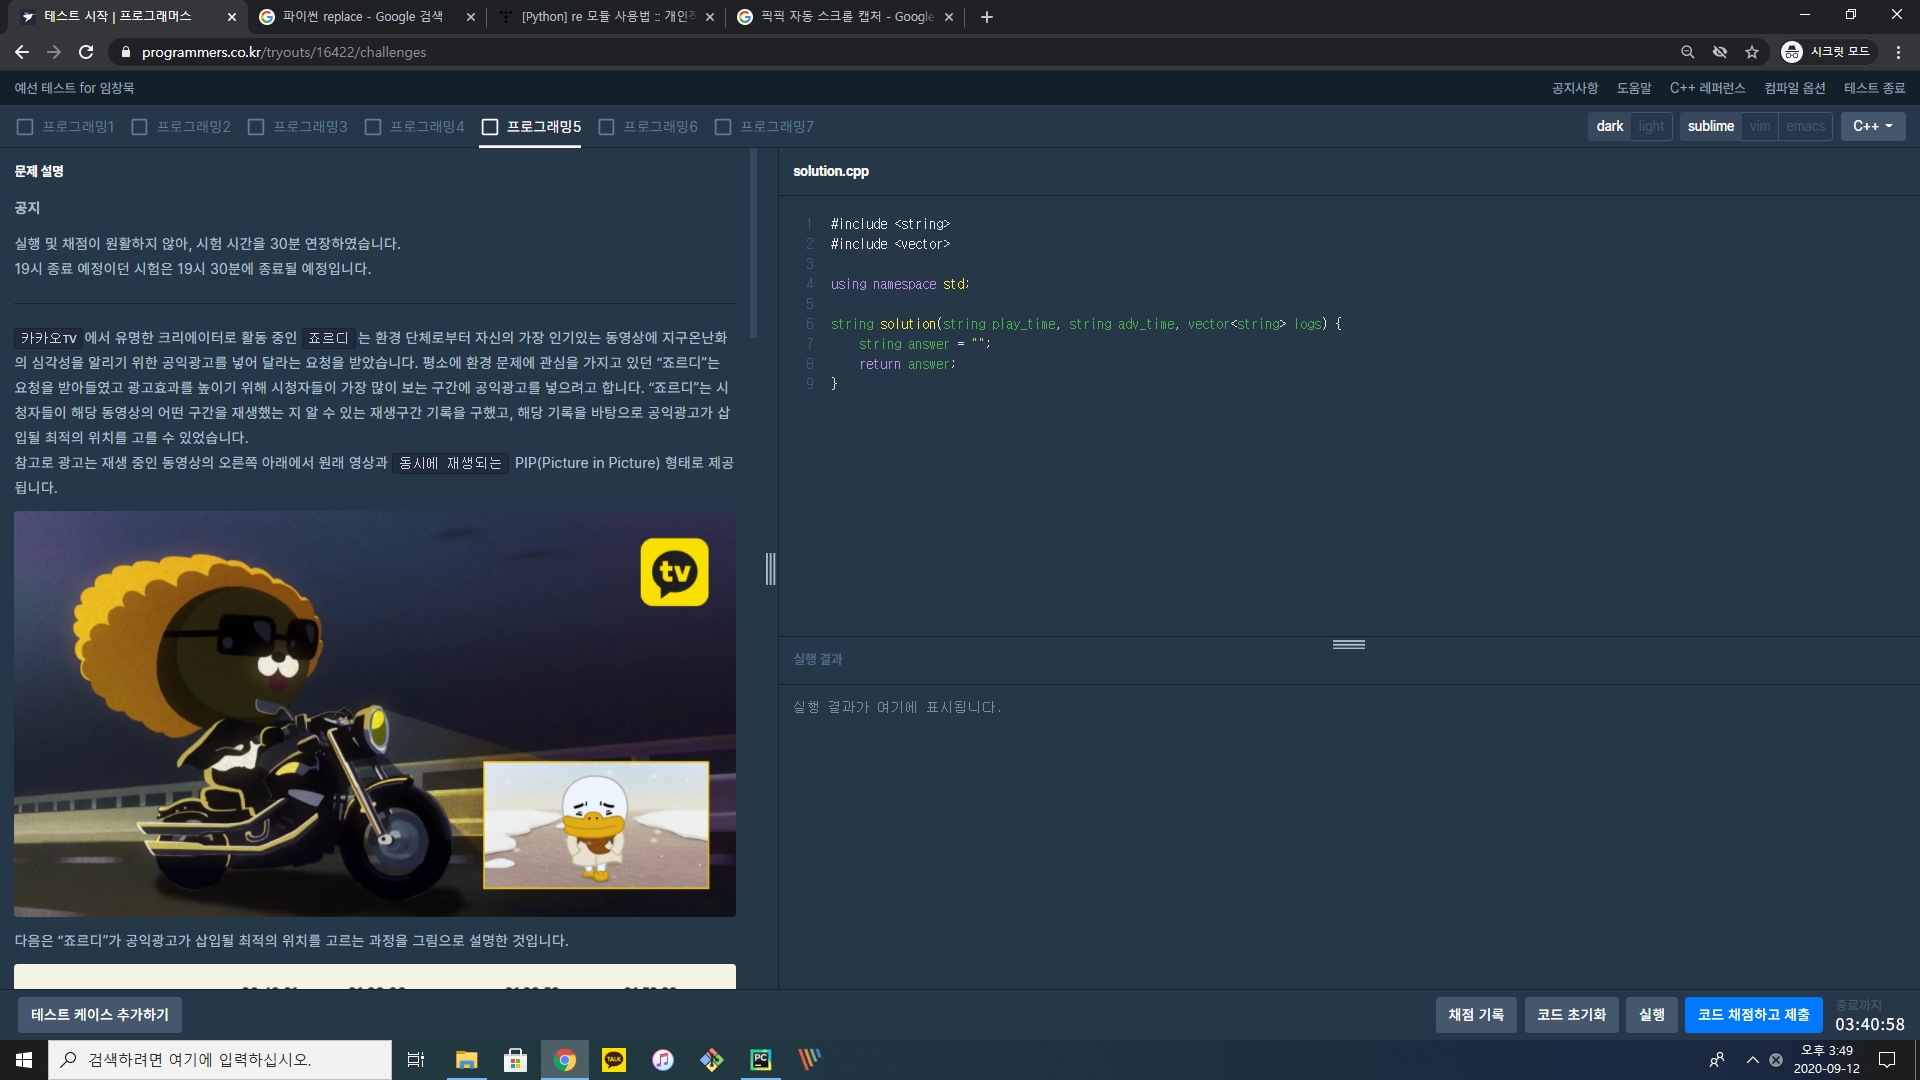 테스트 시작 | 프로그래머스
파이썬 replace - Google 검색
[Python] re 모듈 사용법 :: 개인적
픽픽 자동 스크롤 캡처 - Google
programmers.co.kr/tryouts/16422/challenges
시크릿 모드
예선 테스트 for 임창묵
공지사항 도움말 C++ 레퍼런스 컴파일 옵션 테스트 종료
프로그래밍1 프로그래밍2 프로그래밍3 프로그래밍4 프로그래밍5 프로그래밍6 프로그래밍7
dark light sublime vim emacs C++
문제 설명
공지
실행 및 채점이 원활하지 않아, 시험 시간을 30분 연장하였습니다.
19시 종료 예정이던 시험은 19시 30분에 종료될 예정입니다.
카카오TV 에서 유명한 크리에이터로 활동 중인 죠르디 는 환경 단체로부터 자신의 가장 인기있는 동영상에 지구온난화
의 심각성을 알리기 위한 공익광고를 넣어 달라는 요청을 받았습니다. 평소에 환경 문제에 관심을 가지고 있던 “죠르디”는
요청을 받아들였고 광고효과를 높이기 위해 시청자들이 가장 많이 보는 구간에 공익광고를 넣으려고 합니다. “죠르디”는 시
청자들이 해당 동영상의 어떤 구간을 재생했는 지 알 수 있는 재생구간 기록을 구했고, 해당 기록을 바탕으로 공익광고가 삽
입될 최적의 위치를 고를 수 있었습니다.
참고로 광고는 재생 중인 동영상의 오른쪽 아래에서 원래 영상과 동시에 재생되는 PIP(Picture in Picture) 형태로 제공
됩니다.
tv
다음은 “죠르디”가 공익광고가 삽입될 최적의 위치를 고르는 과정을 그림으로 설명한 것입니다.
solution.cpp
1 #include <string>
2 #include <vector>
3
4 using namespace std;
5
6 string solution(string play_time, string adv_time, vector<string> logs) {
7 string answer = "";
8 return answer;
9 }
실행 결과
실행 결과가 여기에 표시됩니다.
테스트 케이스 추가하기
채점 기록 코드 초기화 실행 코드 채점하고 제출
종료까지
03:40:58
검색하려면 여기에 입력하십시오.
TALK
PC
오후 3:49
2020-09-12